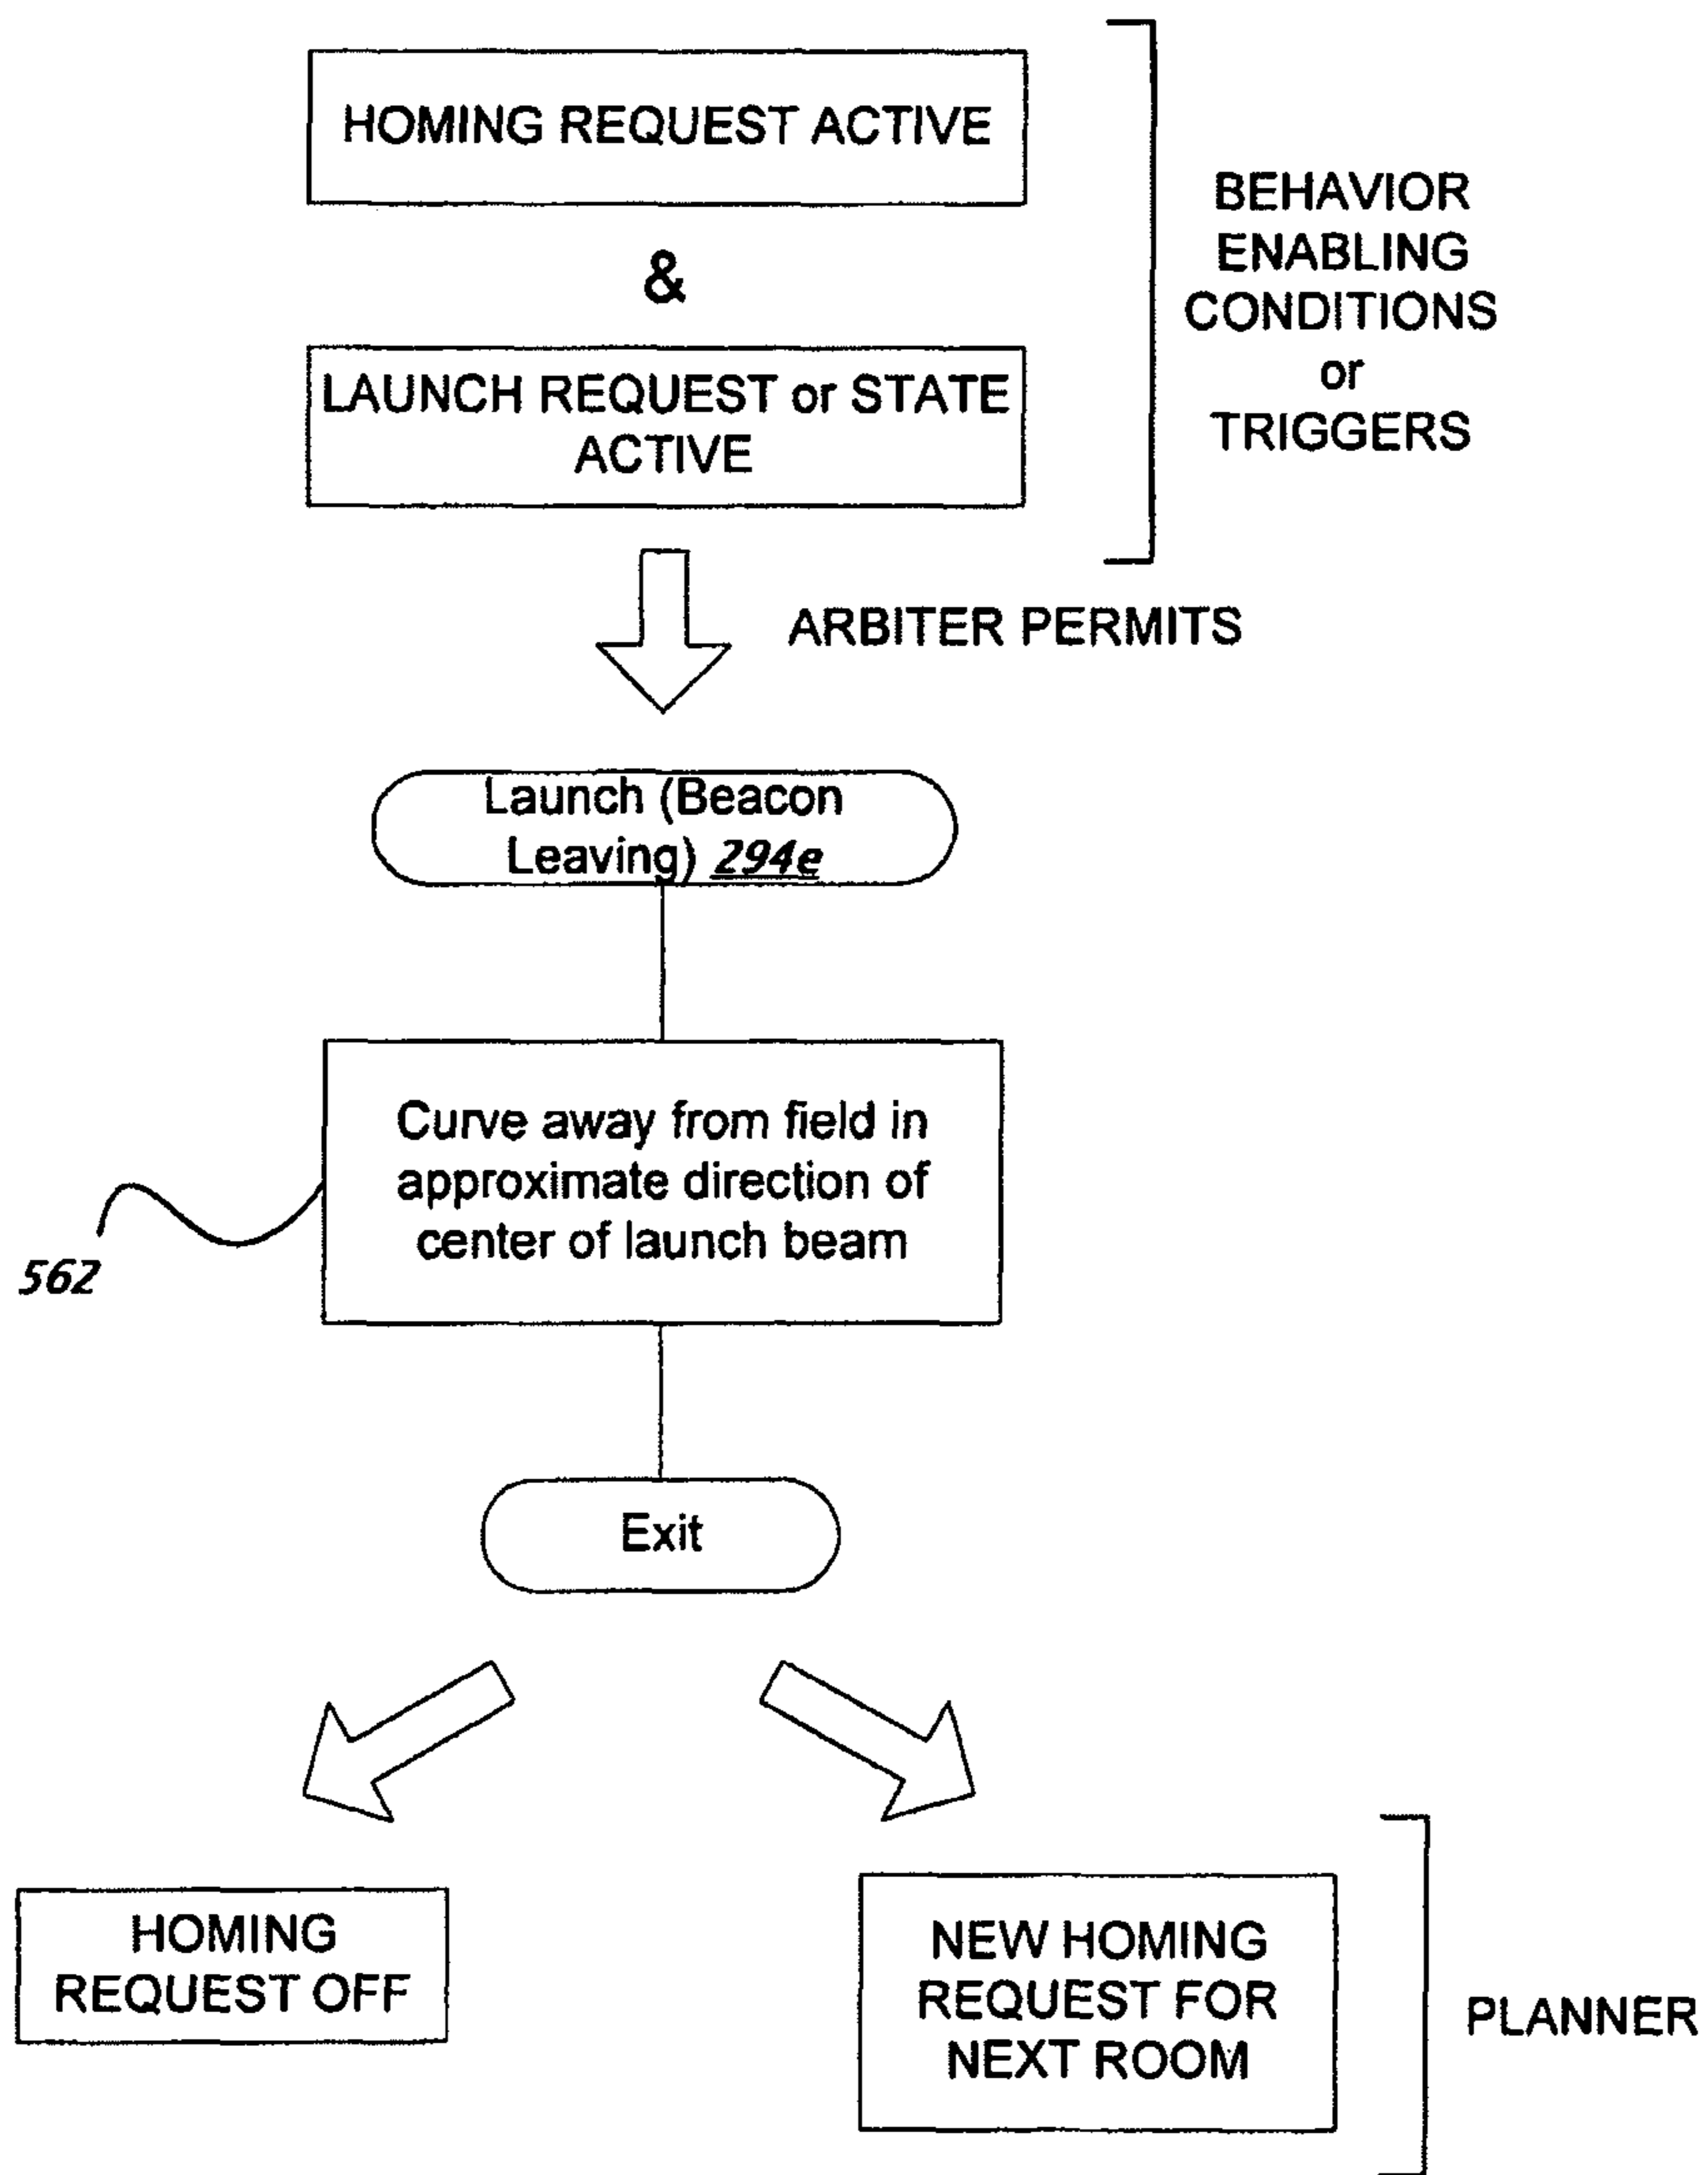 HOMING REQUEST ACTIVE
&
LAUNCH REQUEST or STATE
ACTIVE
BEHAVIOR
ENABLING
CONDITIONS
or
TRIGGERS
ARBITER PERMITS
Launch (Beacon
Leaving) 294e
Curve away from field in
approximate direction of
center of launch beam
562
Exit
HOMING
REQUEST OFF
NEW HOMING
REQUEST FOR
NEXT ROOM
PLANNER